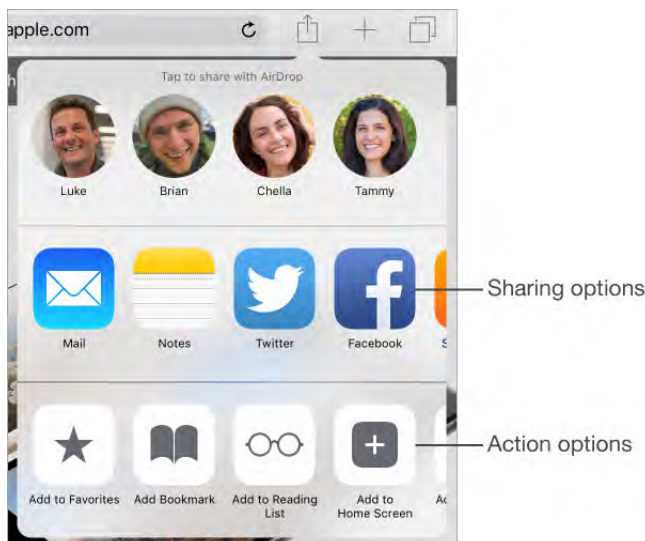 apple.com
h
Tap to share with AirDrop
Luke Brian Chella Tammy
Mail Notes Twitter Facebook S
Sharing options
Add to Favorites Add Bookmark Add to Reading List Add to Home Screen Ac
Action options